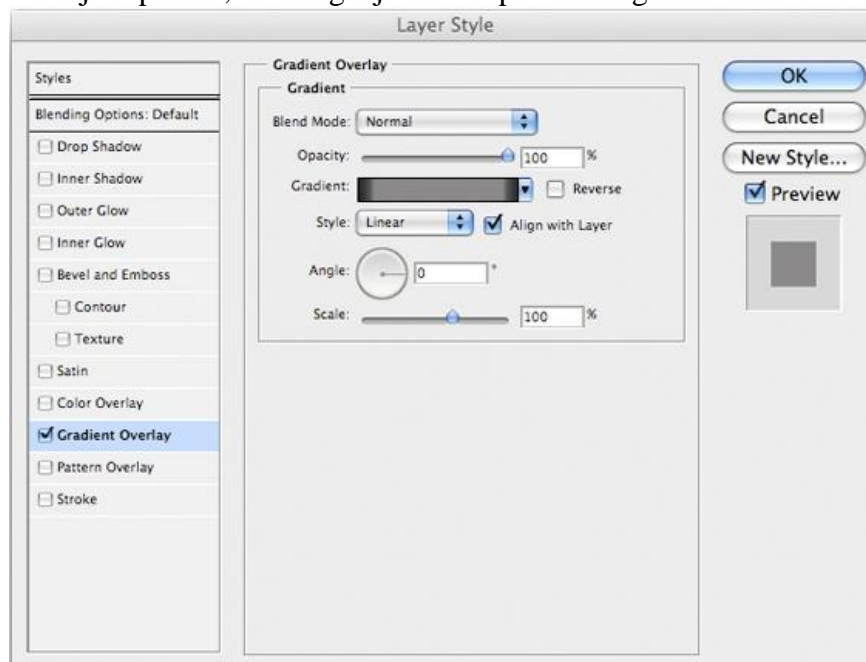 Layer Style
Styles
Blending Options: Default
Drop Shadow
Inner Shadow
Outer Glow
Inner Glow
Bevel and Emboss
Contour
Texture
Satin
Color Overlay
Gradient Overlay
Pattern Overlay
Stroke
Gradient Overlay
Gradient
Blend Mode: Normal
Opacity: 100 %
Gradient: Reverse
Style: Linear Align with Layer
Angle: 0 °
Scale: 100 %
OK
Cancel
New Style...
Preview